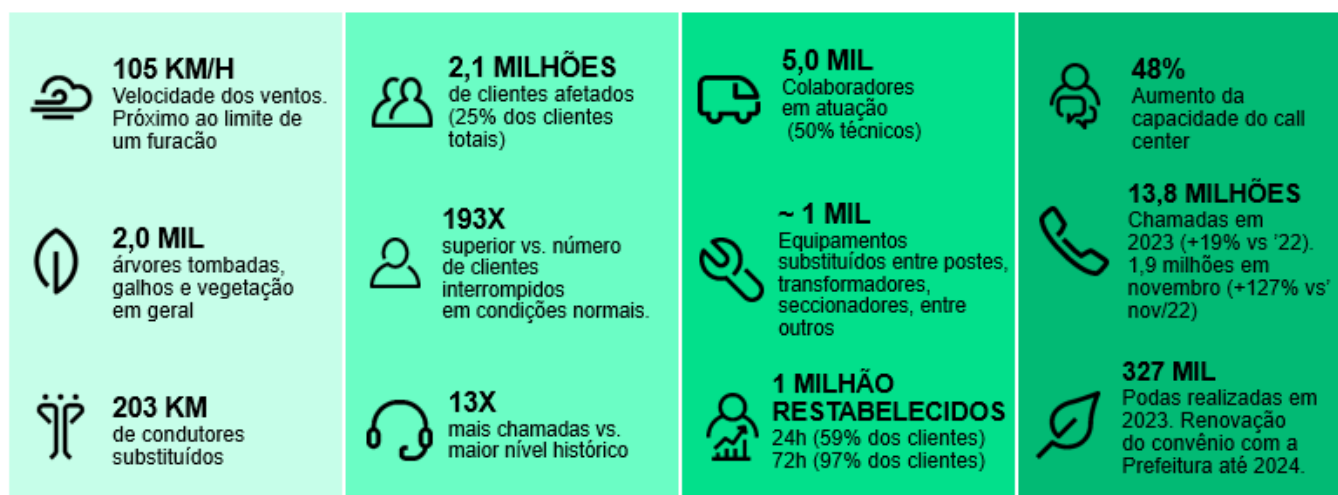 105 KM/H
Velocidade dos ventos.
Próximo ao limite de
um furacão
2,0 MIL
árvores tombadas,
galhos e vegetação
em geral
203 KM
de condutores
substituídos
2,1 MILHÕES
de clientes afetados
(25% dos clientes
totais)
193X
superior vs. número
de clientes
interrompidos
em condições normais.
13X
mais chamadas vs.
maior nível histórico
5,0 MIL
Colaboradores
em atuação
(50% técnicos)
~ 1 MIL
Equipamentos
substituídos entre postes,
transformadores,
seccionadores, entre
outros
1 MILHÃO
RESTABELECIDOS
24h (59% dos clientes)
72h (97% dos clientes)
48%
Aumento da
capacidade do call
center
13,8 MILHÕES
Chamadas em
2023 (+19% vs '22).
1,9 milhões em
novembro (+127% vs'
nov/22)
327 MIL
Podas realizadas em
2023. Renovação
do convênio com a
Prefeitura até 2024.